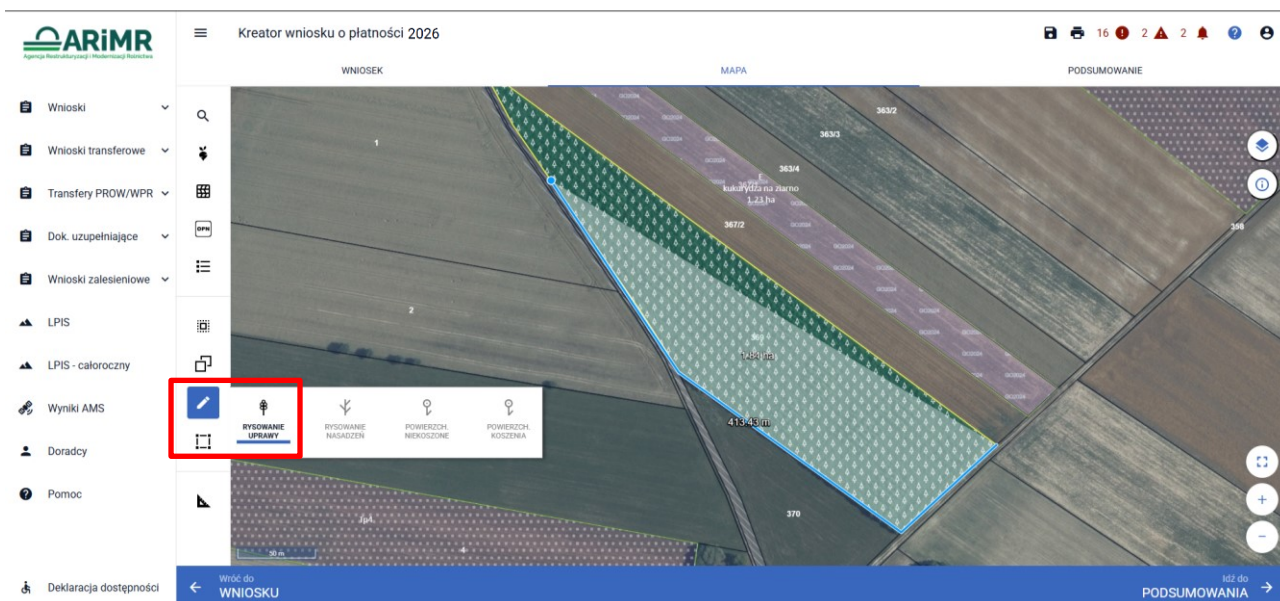 ARiMR
Agencja Restrukturyzacji i Modernizacji Rolnictwa
Kreator wniosku o płatności 2026
16
2
2
WNIOSEK
MAPA
PODSUMOWANIE
Wnioski
Wnioski transferowe
Transfery PROW/WPR
Dok. uzupełniające
Wnioski zalesieniowe
LPIS
LPIS - całoroczny
Wyniki AMS
Doradcy
Pomoc
Deklaracja dostępności
DPN
1
363/2
363/3
363/4
kukurydza na ziarno
1.23 ha
367/2
358
2
1.84 ha
413.43 m
370
4
50 m
RYSOWANIE
UPRAWY
RYSOWANIE
NASADZEŃ
POWIERZCH.
NIEKOSZONE
POWIERZCH.
KOSZENIA
Wróć do
WNIOSKU
Idź do
PODSUMOWANIA